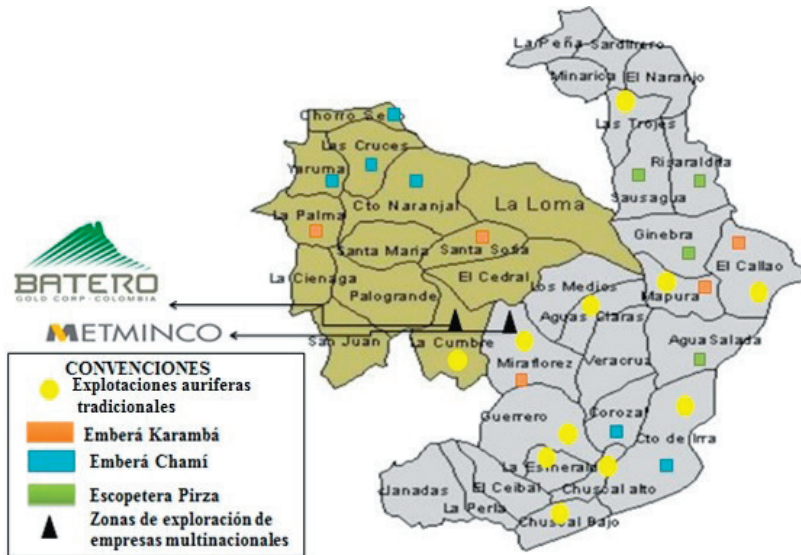 La Peña
Sardinero
Minarica
El Naranjo
Las Trojes
Chorro Seco
Las Cruces
Yaruma
Risaralda
Sausagua
La Loma
Cto Naranjal
La Palma
Ginebra
Santa Maria
Santa Sofia
El Callao
La Cienaga
El Cedral
Los Medios
Mapura
Palogrande
Aguas Claras
BATERO
GOLD CORP - COLOMBIA
METMINCO
San Juan
La Cumbre
Miraflorez
Veracruz
Agua Salada
CONVENCIONES
Explotaciones auríferas
tradicionales
Emberá Karambá
Emberá Chamí
Escopetera Pirza
Zonas de exploración de
empresas multinacionales
Guerrero
Corozal
Cto de Irra
La Esmeralda
Llanadas
El Ceibal
Chuscal alto
La Perla
Chuscal Bajo